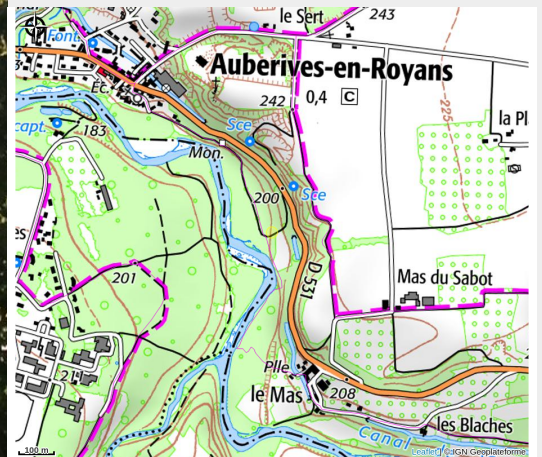 le Sert
243
Font.
Auberives-en-Royans
Éc.
242
0,4 C
225
la Pl
capt.
183
Sce
Mon.
200
Sce
201
D 531
Mas du Sabot
Plle
le Mas
208
les Blaches
Canal
100 m
Leaflet | © IGN Geoplateforme